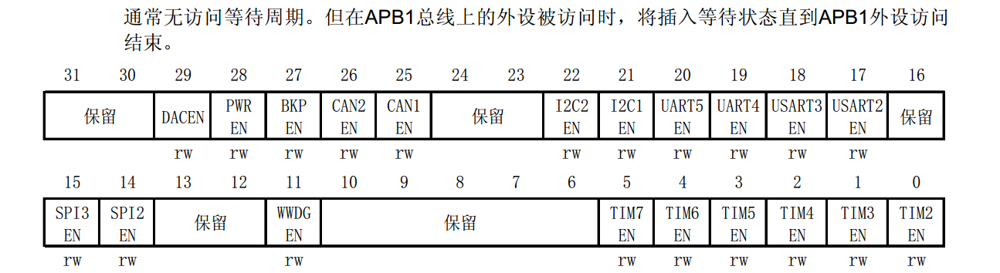 通常无访问等待周期。但在APB1总线上的外设被访问时，将插入等待状态直到APB1外设访问
结束。
31 30 29 28 27 26 25 24 23 22 21 20 19 18 17 16
保留 DACEN PWR EN BKP EN CAN2 EN CAN1 EN 保留 I2C2 EN I2C1 EN UART5 EN UART4 EN USART3 EN USART2 EN 保留
rw rw rw rw rw rw rw rw rw rw rw
15 14 13 12 11 10 9 8 7 6 5 4 3 2 1 0
SPI3 EN SPI2 EN 保留 WWDG EN 保留 TIM7 EN TIM6 EN TIM5 EN TIM4 EN TIM3 EN TIM2 EN
rw rw rw rw rw rw rw rw rw